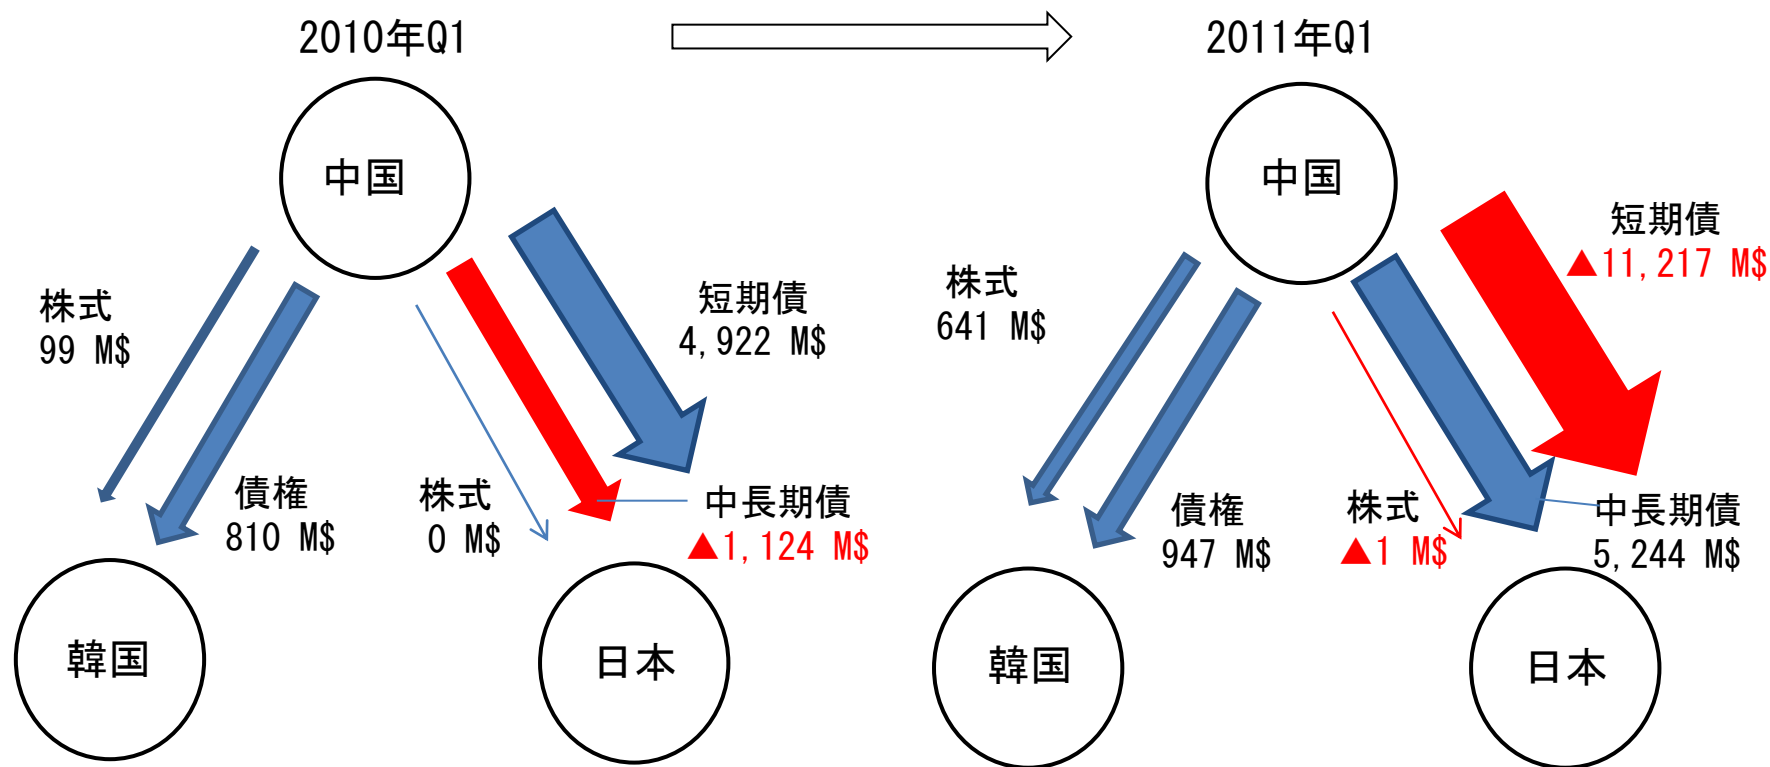 2010年Q1
中国
株式
99 M$
債権
810 M$
株式
0 M$
短期債
4,922 M$
中長期債
▲1,124 M$
韓国
日本
2011年Q1
中国
株式
641 M$
債権
947 M$
株式
▲1 M$
短期債
▲11,217 M$
中長期債
5,244 M$
韓国
日本